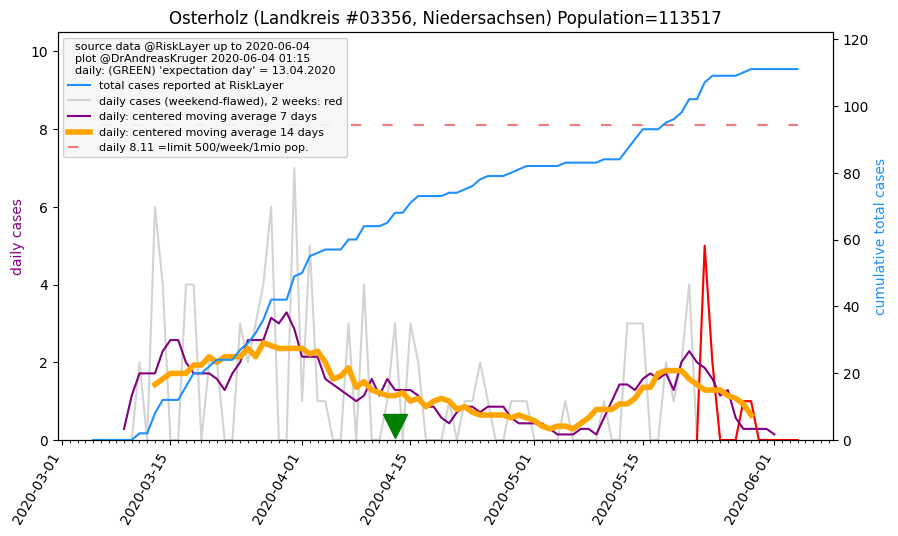 Osterholz (Landkreis #03356, Niedersachsen) Population=113517
source data @RiskLayer up to 2020-06-04
plot @DrAndreasKruger 2020-06-04 01:15
daily: (GREEN) 'expectation day' = 13.04.2020
total cases reported at RiskLayer
daily cases (weekend-flawed), 2 weeks: red
daily: centered moving average 7 days
daily: centered moving average 14 days
daily 8.11 =limit 500/week/1mio pop.
daily cases
10
8
6
4
2
0
cumulative total cases
120
100
80
60
40
20
0
2020-03-01
2020-03-15
2020-04-01
2020-04-15
2020-05-01
2020-05-15
2020-06-01